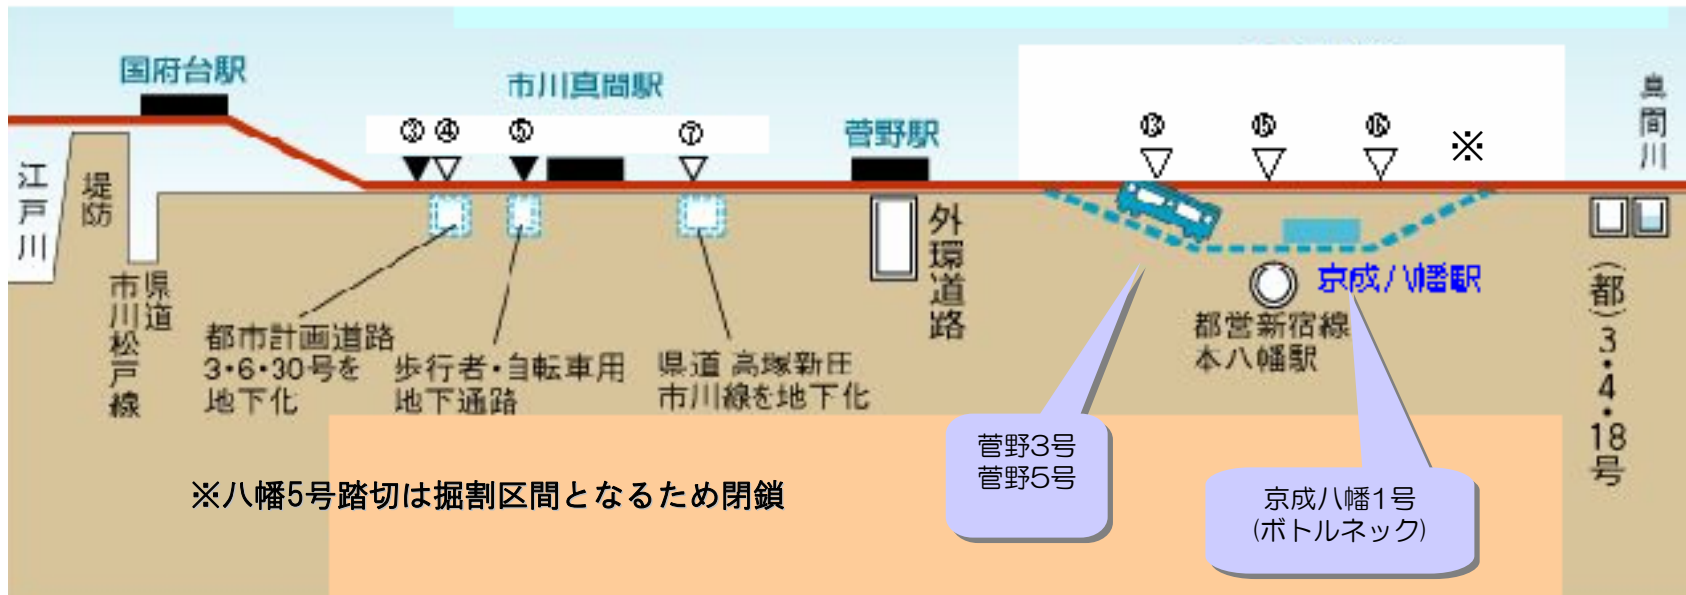 国府台駅
市川真間駅
菅野駅
③
④
⑤
⑦
⑬
⑮
⑯
※
真間川
江戸川
堤防
県道
市川松戸線
都市計画道路
3・6・30号を
地下化
歩行者・自転車用
地下通路
県道 高塚新田
市川線を地下化
外環道路
京成八幡駅
都営新宿線
本八幡駅
(都)3・4・18号
菅野3号
菅野5号
京成八幡1号
(ボトルネック)
※八幡5号踏切は掘割区間となるため閉鎖